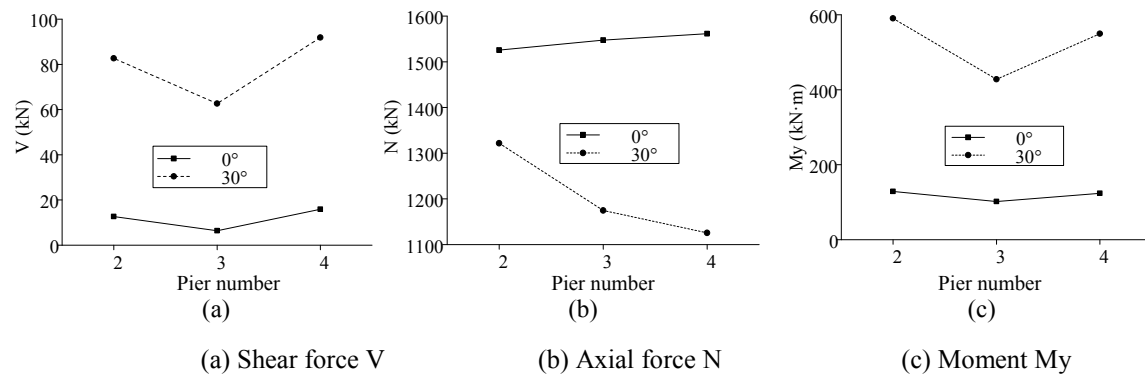 100
80
60
40
20
0
V (kN)
0°
30°
2
3
4
Pier number
(a)
1600
1500
1400
1300
1200
1100
N (kN)
0°
30°
2
3
4
Pier number
(b)
600
400
200
0
My (kN·m)
0°
30°
2
3
4
Pier number
(c)
(a) Shear force V
(b) Axial force N
(c) Moment My